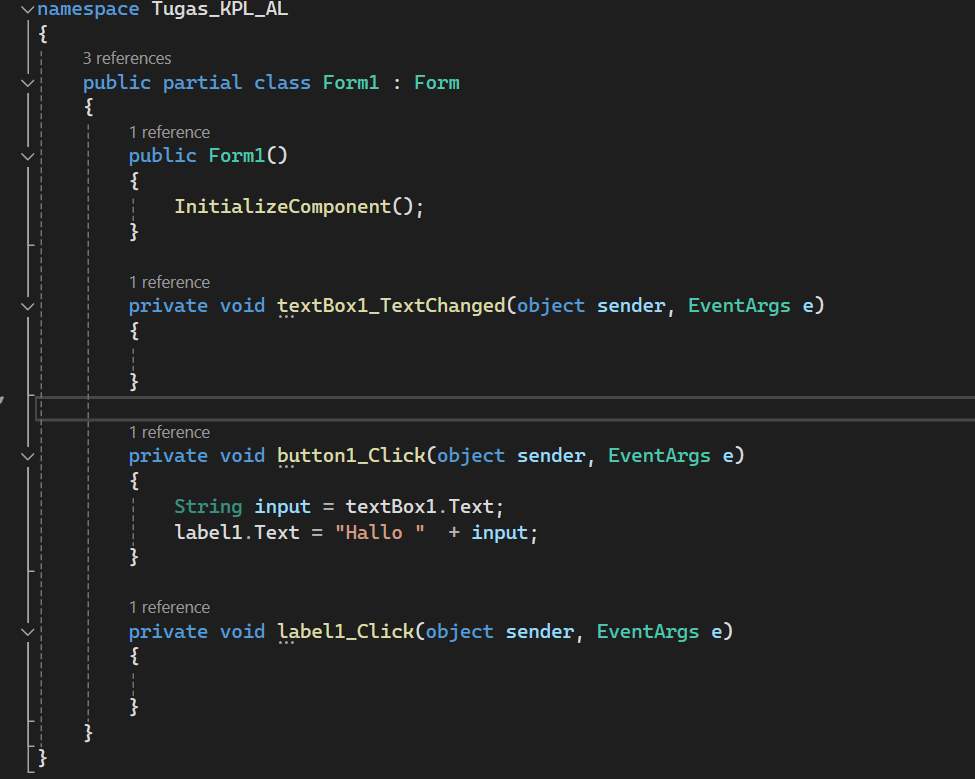 namespace Tugas_KPL_AL
{
3 references
public partial class Form1 : Form
{
1 reference
public Form1()
{
InitializeComponent();
}
1 reference
private void textBox1_TextChanged(object sender, EventArgs e)
{
}
1 reference
private void button1_Click(object sender, EventArgs e)
{
String input = textBox1.Text;
label1.Text = "Hallo "  + input;
}
1 reference
private void label1_Click(object sender, EventArgs e)
{
}
}
}